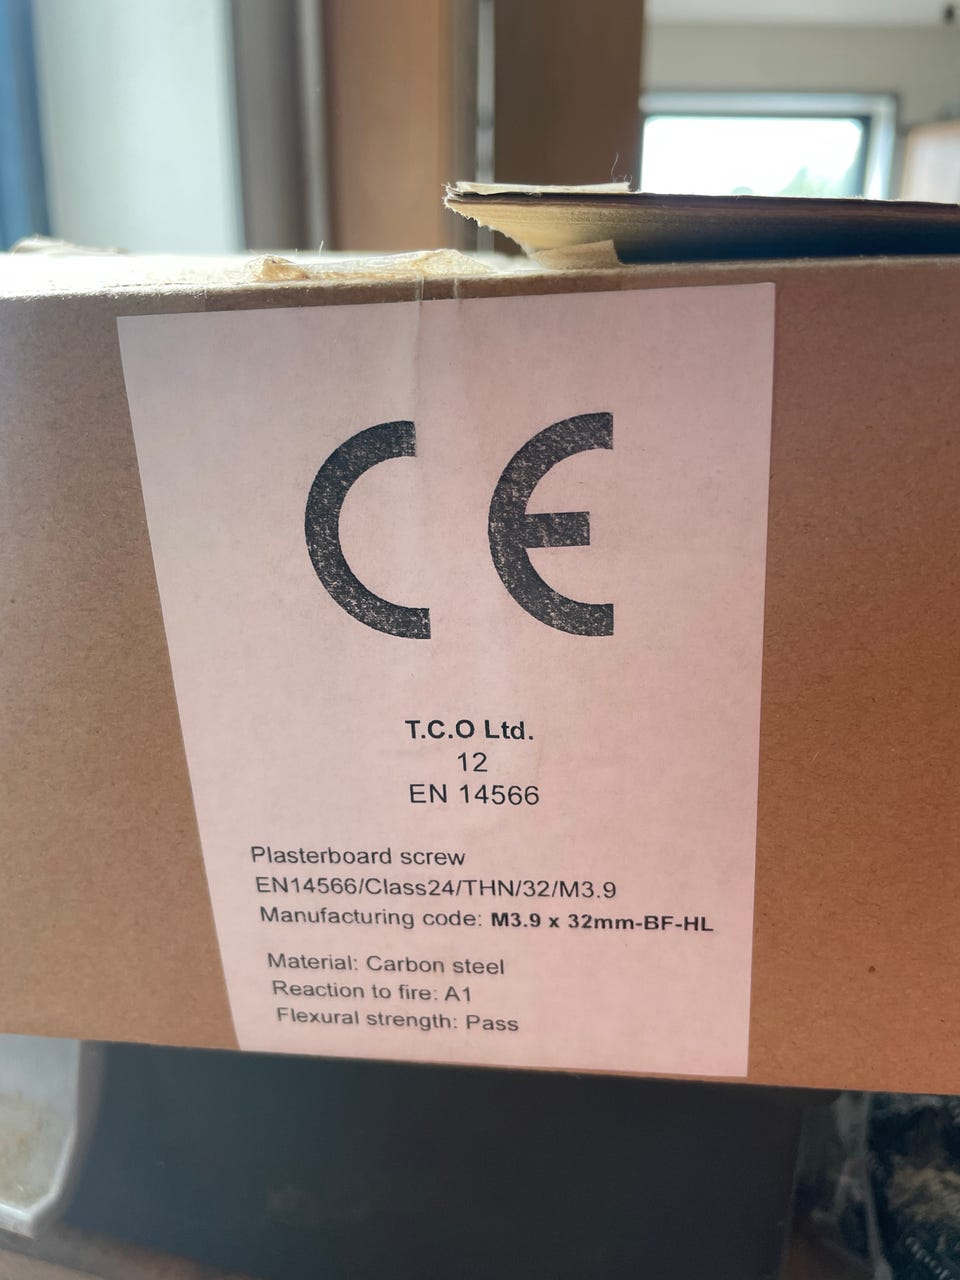 CE
T.C.O Ltd.
12
EN 14566
Plasterboard screw
EN14566/Class24/THN/32/M3.9
Manufacturing code: M3.9 x 32mm-BF-HL
Material: Carbon steel
Reaction to fire: A1
Flexural strength: Pass